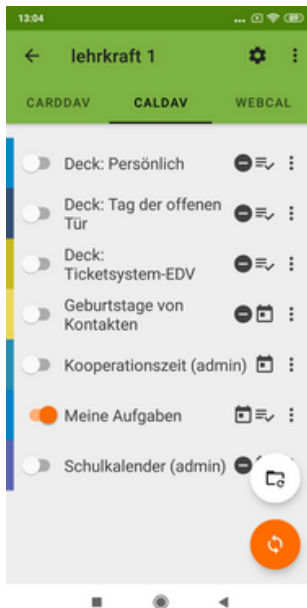 13:04
lehrkraft 1
CARDDAV CALDAV WEBCAL
Deck: Persönlich
Deck: Tag der offenen
Tür
Deck:
Ticketsystem-EDV
Geburtstage von
Kontakten
Kooperationszeit (admin)
Meine Aufgaben
Schulkalender (admin)